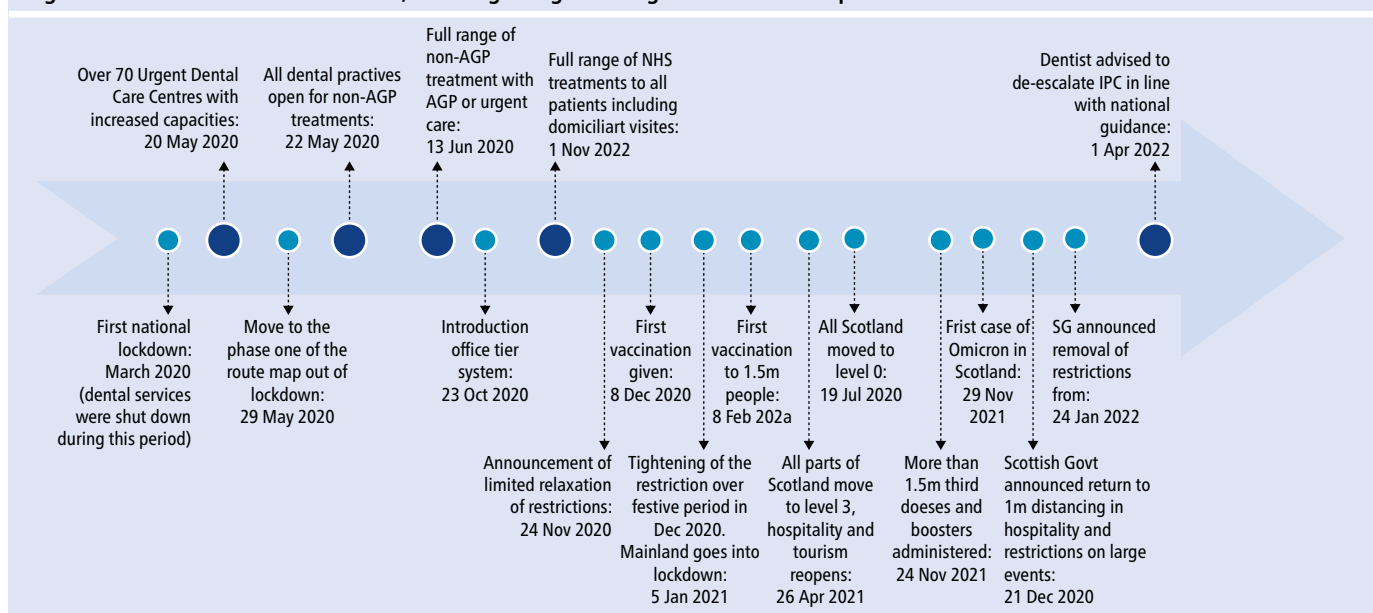 Over 70 Urgent Dental
Care Centres with
increased capacities:
20 May 2020
All dental practives
open for non-AGP
treatments:
22 May 2020
Full range of
non-AGP
treatment with
AGP or urgent
care:
13 Jun 2020
Full range of NHS
treatments to all
patients including
domiciliart visites:
1 Nov 2022
Dentist advised to
de-escalate IPC in line
with national
guidance:
1 Apr 2022
First national
lockdown:
March 2020
(dental services
were shut down
during this period)
Move to the
phase one of the
route map out of
lockdown:
29 May 2020
Introduction
office tier
system:
23 Oct 2020
Announcement of
limited relaxation
of restrictions:
24 Nov 2020
First
vaccination
given:
8 Dec 2020
Tightening of the
restriction over
festive period in
Dec 2020.
Mainland goes into
lockdown:
5 Jan 2021
First
vaccination
to 1.5m
people:
8 Feb 202a
All parts of
Scotland move
to level 3,
hospitality and
tourism
reopens:
26 Apr 2021
All Scotland
moved to
level 0:
19 Jul 2020
More than
1.5m third
doeses and
boosters
administered:
24 Nov 2021
Frist case of
Omicron in
Scotland:
29 Nov
2021
Scottish Govt
announced return to
1m distancing in
hospitality and
restrictions on large
events:
21 Dec 2020
SG announced
removal of
restrictions
from:
24 Jan 2022